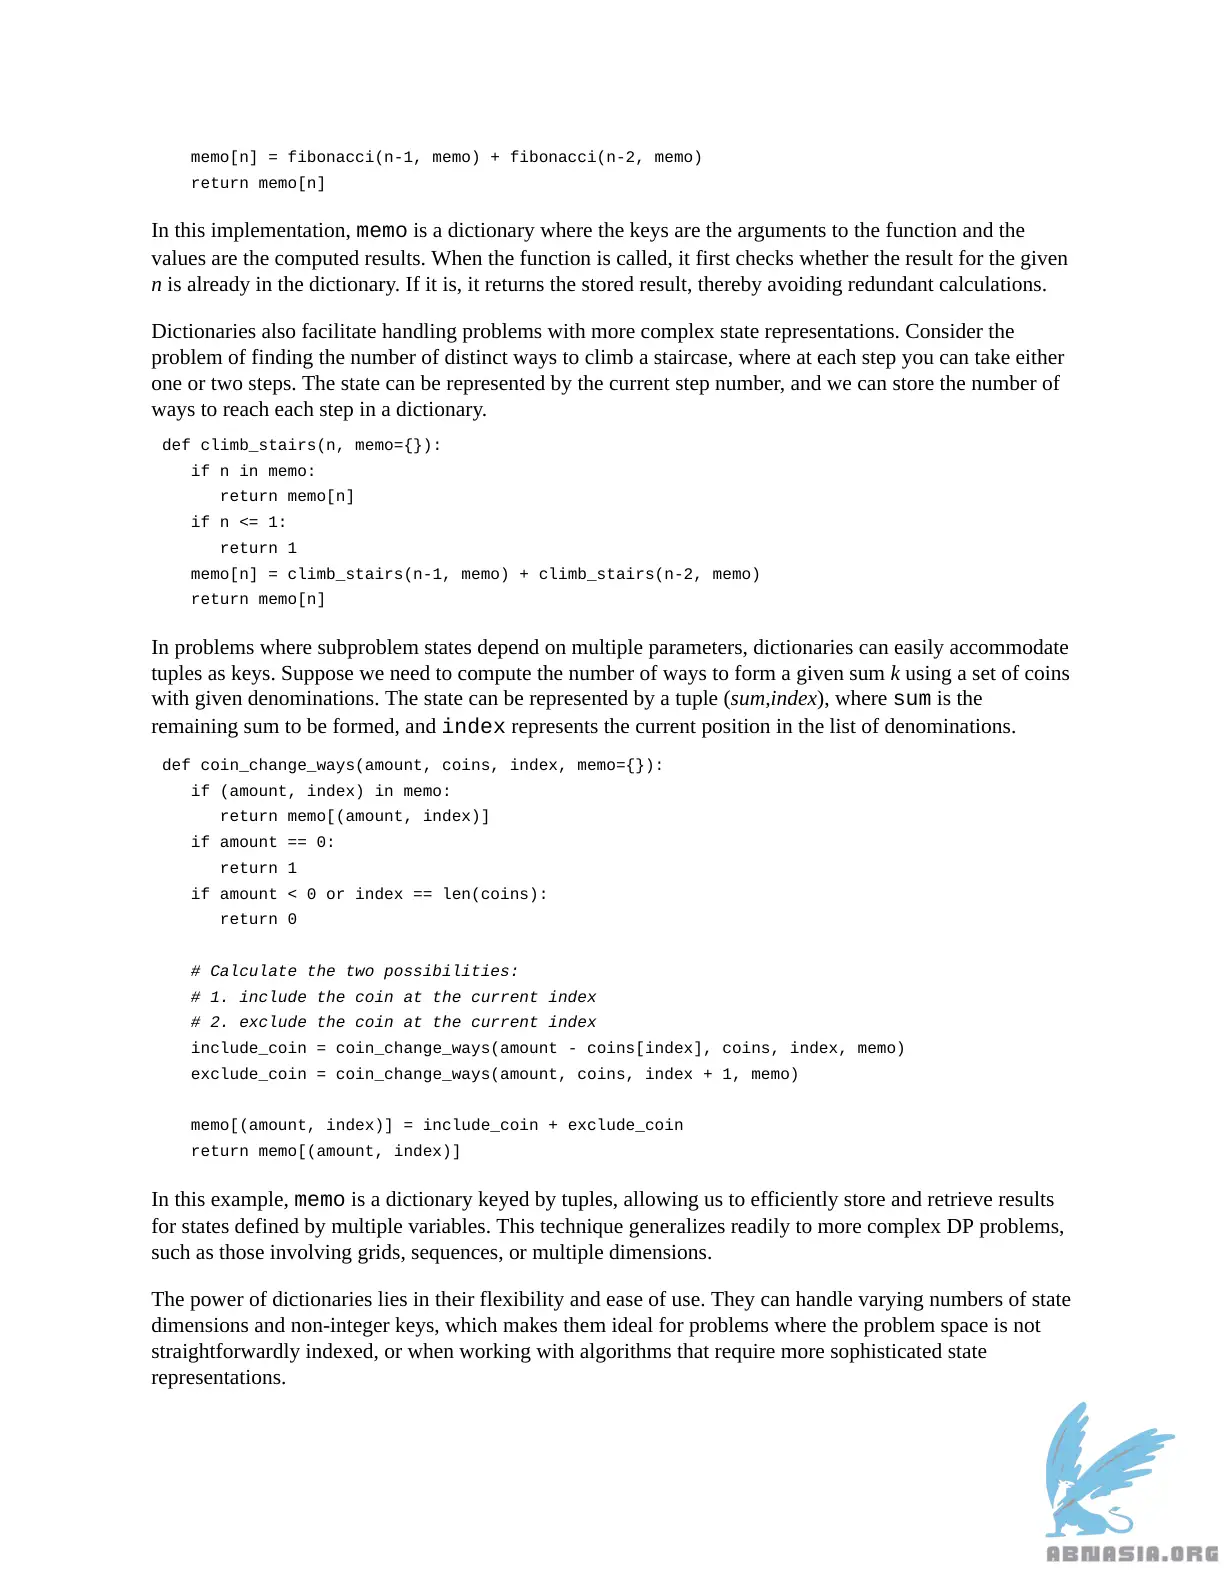 memo[n] = fibonacci(n-1, memo) + fibonacci(n-2, memo)
return memo[n]
In this implementation, memo is a dictionary where the keys are the arguments to the function and the
values are the computed results. When the function is called, it first checks whether the result for the given
n is already in the dictionary. If it is, it returns the stored result, thereby avoiding redundant calculations.
Dictionaries also facilitate handling problems with more complex state representations. Consider the
problem of finding the number of distinct ways to climb a staircase, where at each step you can take either
one or two steps. The state can be represented by the current step number, and we can store the number of
ways to reach each step in a dictionary.
def climb_stairs(n, memo={}):
if n in memo:
return memo[n]
if n <= 1:
return 1
memo[n] = climb_stairs(n-1, memo) + climb_stairs(n-2, memo)
return memo[n]
In problems where subproblem states depend on multiple parameters, dictionaries can easily accommodate
tuples as keys. Suppose we need to compute the number of ways to form a given sum k using a set of coins
with given denominations. The state can be represented by a tuple (sum,index), where sum is the
remaining sum to be formed, and index represents the current position in the list of denominations.
def coin_change_ways(amount, coins, index, memo={}):
if (amount, index) in memo:
return memo[(amount, index)]
if amount == 0:
return 1
if amount < 0 or index == len(coins):
return 0
# Calculate the two possibilities:
# 1. include the coin at the current index
# 2. exclude the coin at the current index
include_coin = coin_change_ways(amount - coins[index], coins, index, memo)
exclude_coin = coin_change_ways(amount, coins, index + 1, memo)
memo[(amount, index)] = include_coin + exclude_coin
return memo[(amount, index)]
In this example, memo is a dictionary keyed by tuples, allowing us to efficiently store and retrieve results
for states defined by multiple variables. This technique generalizes readily to more complex DP problems,
such as those involving grids, sequences, or multiple dimensions.
The power of dictionaries lies in their flexibility and ease of use. They can handle varying numbers of state
dimensions and non-integer keys, which makes them ideal for problems where the problem space is not
straightforwardly indexed, or when working with algorithms that require more sophisticated state
representations.
ABNASIA.ORG